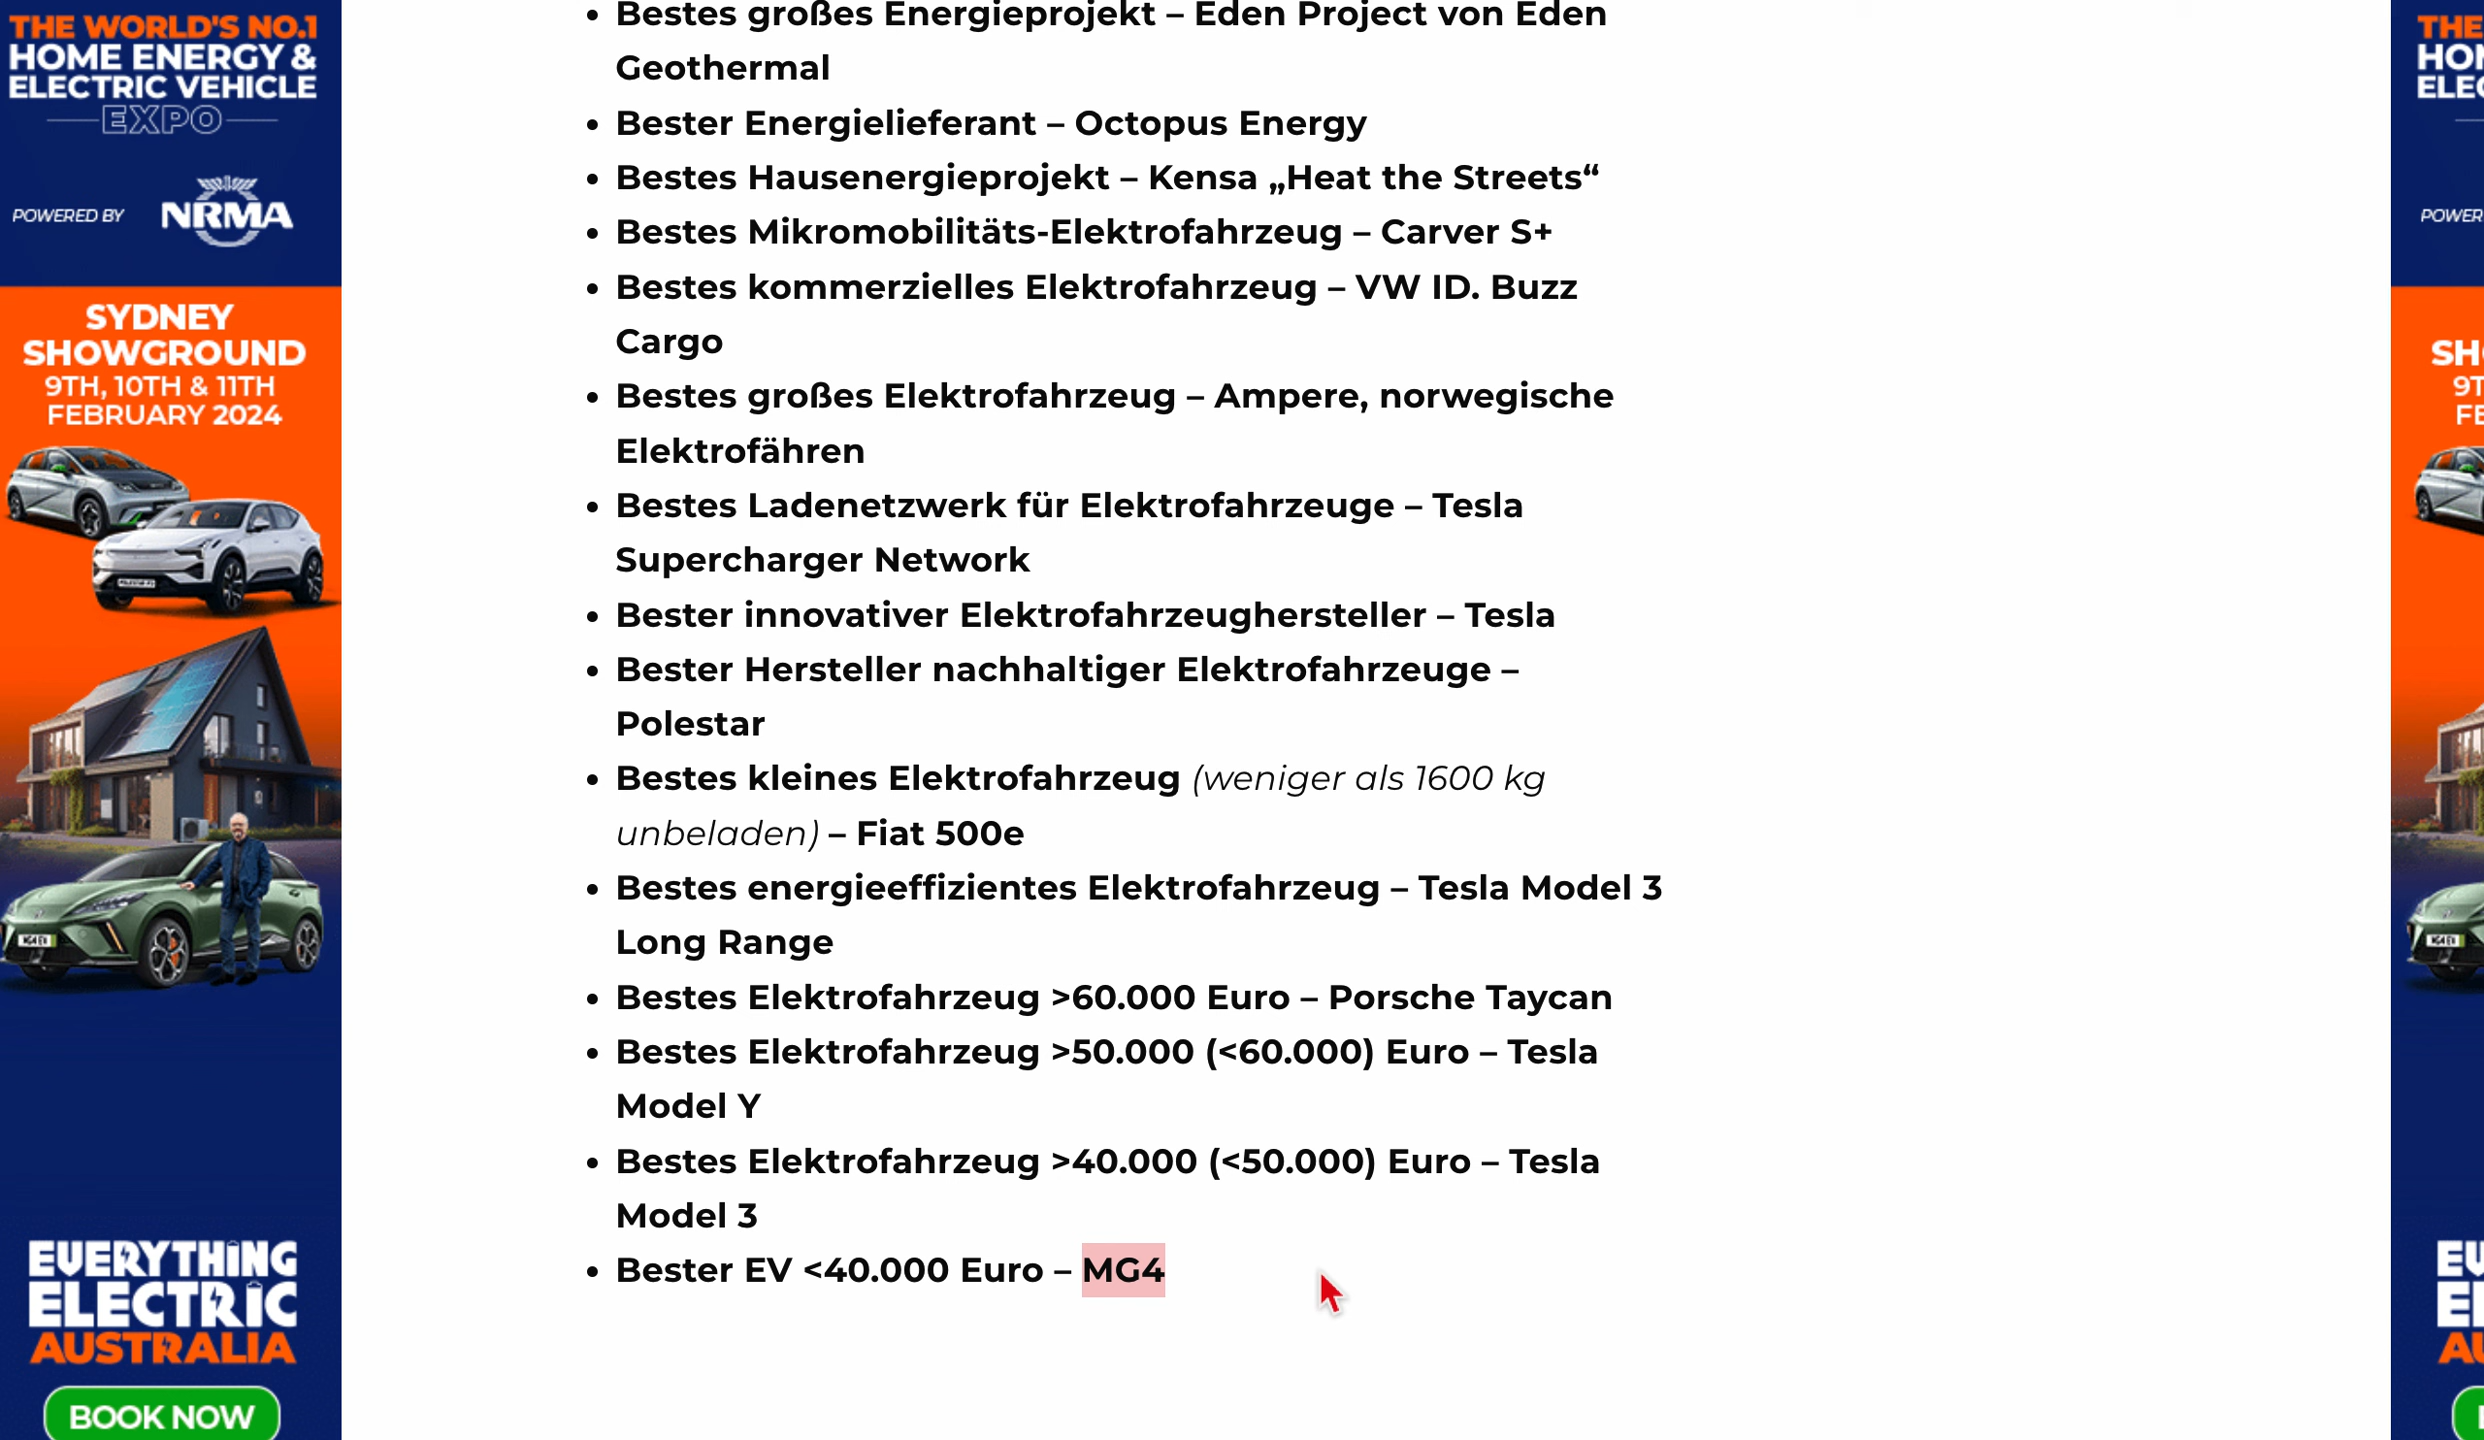 THE WORLD'S NO.1
HOME ENERGY &
ELECTRIC VEHICLE
EXPO
POWERED BY
NRMA
SYDNEY
SHOWGROUND
9TH, 10TH & 11TH
FEBRUARY 2024
MG4 EV
EVERYTHING
ELECTRIC
AUSTRALIA
BOOK NOW
• Bestes großes Energieprojekt – Eden Project von Eden
Geothermal
• Bester Energielieferant – Octopus Energy
• Bestes Hausenergieprojekt – Kensa „Heat the Streets“
• Bestes Mikromobilitäts-Elektrofahrzeug – Carver S+
• Bestes kommerzielles Elektrofahrzeug – VW ID. Buzz
Cargo
• Bestes großes Elektrofahrzeug – Ampere, norwegische
Elektrofähren
• Bestes Ladenetzwerk für Elektrofahrzeuge – Tesla
Supercharger Network
• Bester innovativer Elektrofahrzeughersteller – Tesla
• Bester Hersteller nachhaltiger Elektrofahrzeuge –
Polestar
• Bestes kleines Elektrofahrzeug (weniger als 1600 kg
unbeladen) – Fiat 500e
• Bestes energieeffizientes Elektrofahrzeug – Tesla Model 3
Long Range
• Bestes Elektrofahrzeug >60.000 Euro – Porsche Taycan
• Bestes Elektrofahrzeug >50.000 (<60.000) Euro – Tesla
Model Y
• Bestes Elektrofahrzeug >40.000 (<50.000) Euro – Tesla
Model 3
• Bester EV <40.000 Euro – MG4
THE